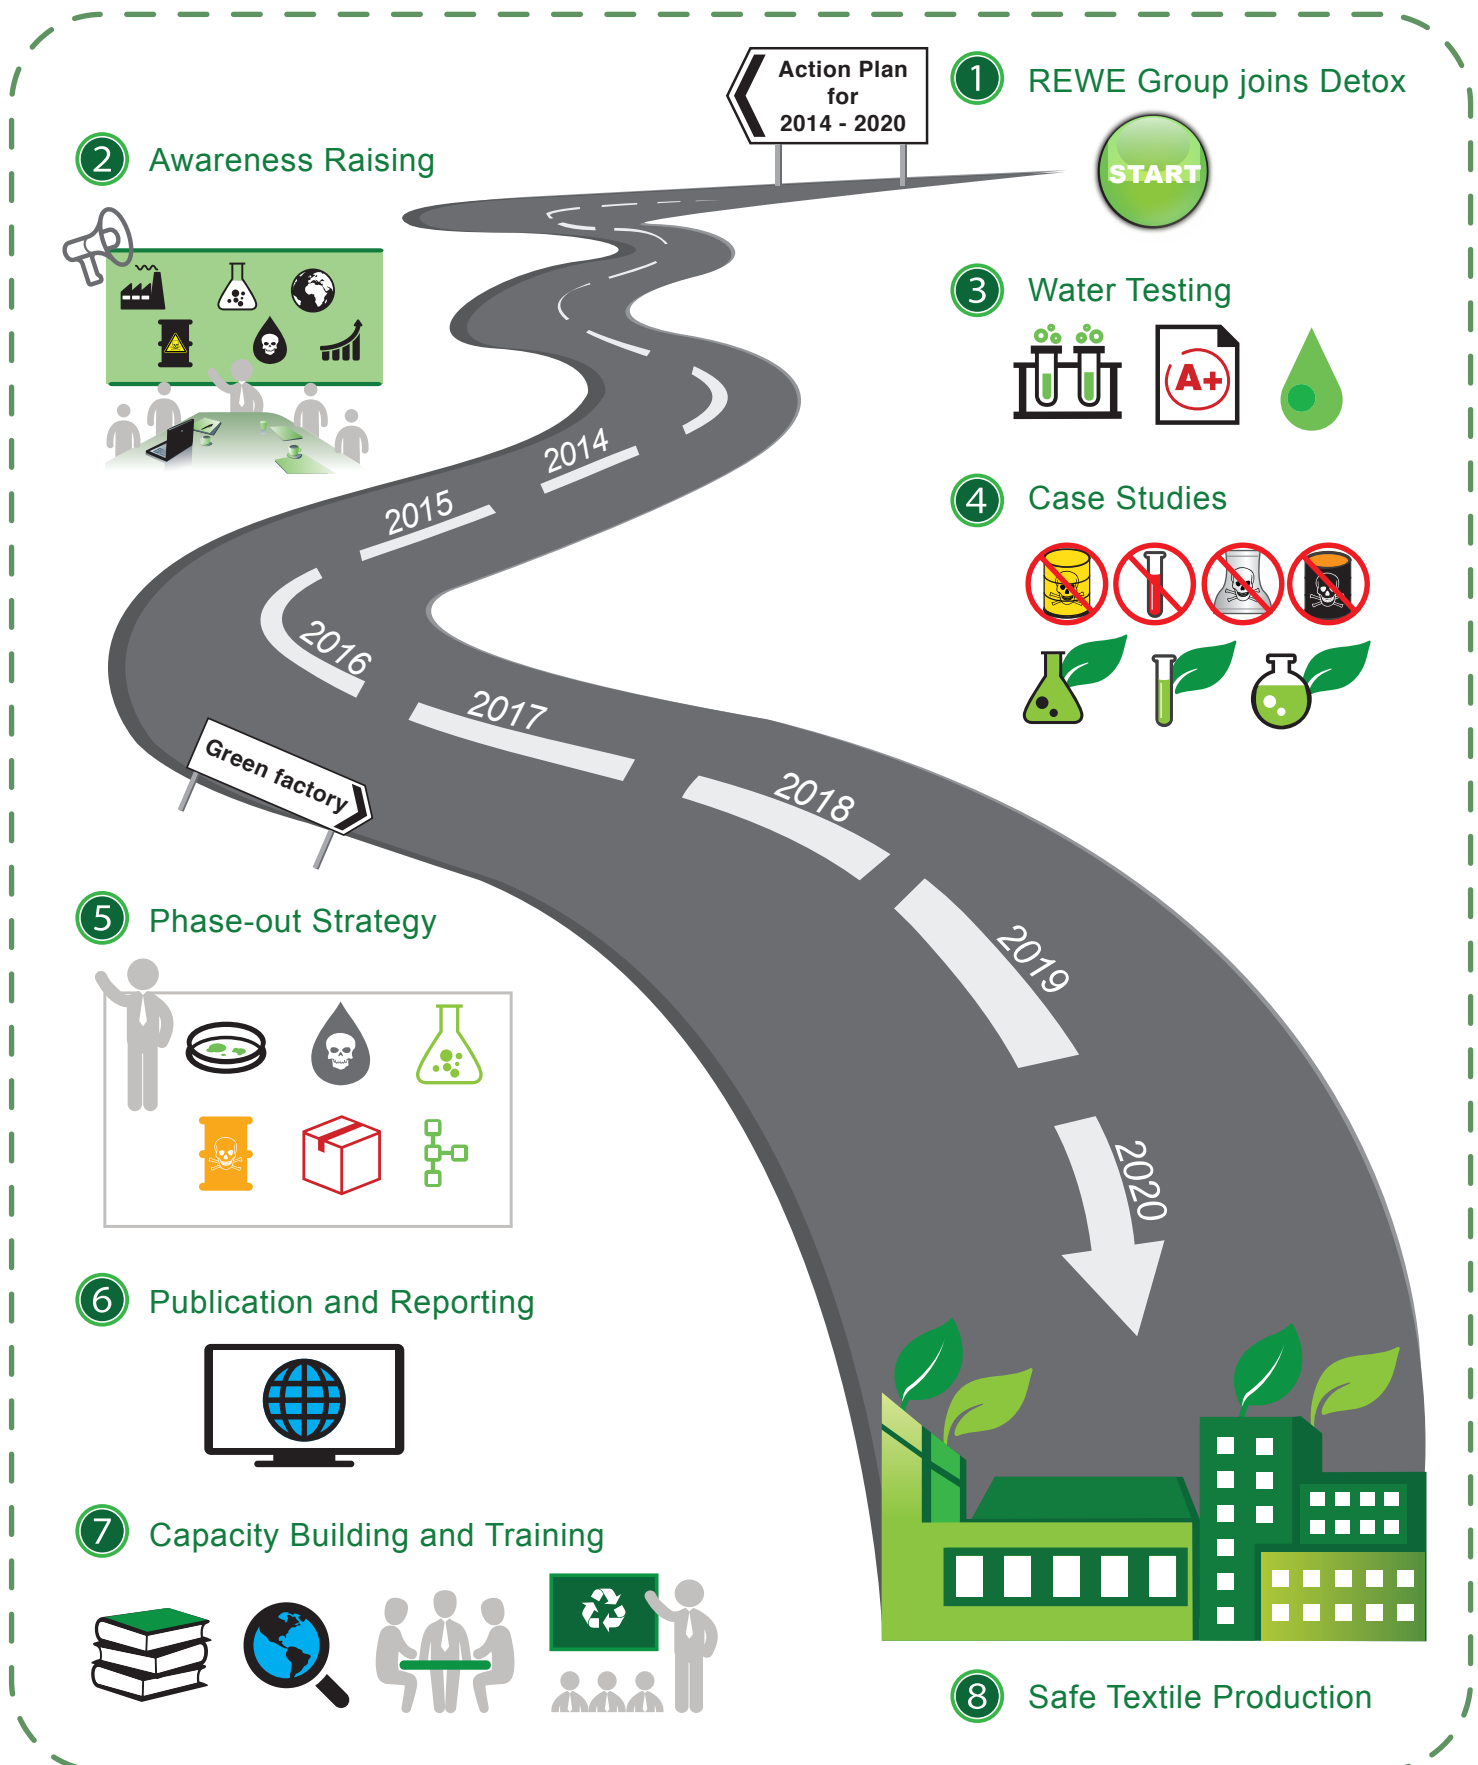 Action Plan
for
2014 - 2020
1 REWE Group joins Detox
START
2 Awareness Raising
3 Water Testing
A+
4 Case Studies
2014
2015
2016
2017
2018
2019
2020
Green factory
5 Phase-out Strategy
6 Publication and Reporting
7 Capacity Building and Training
8 Safe Textile Production